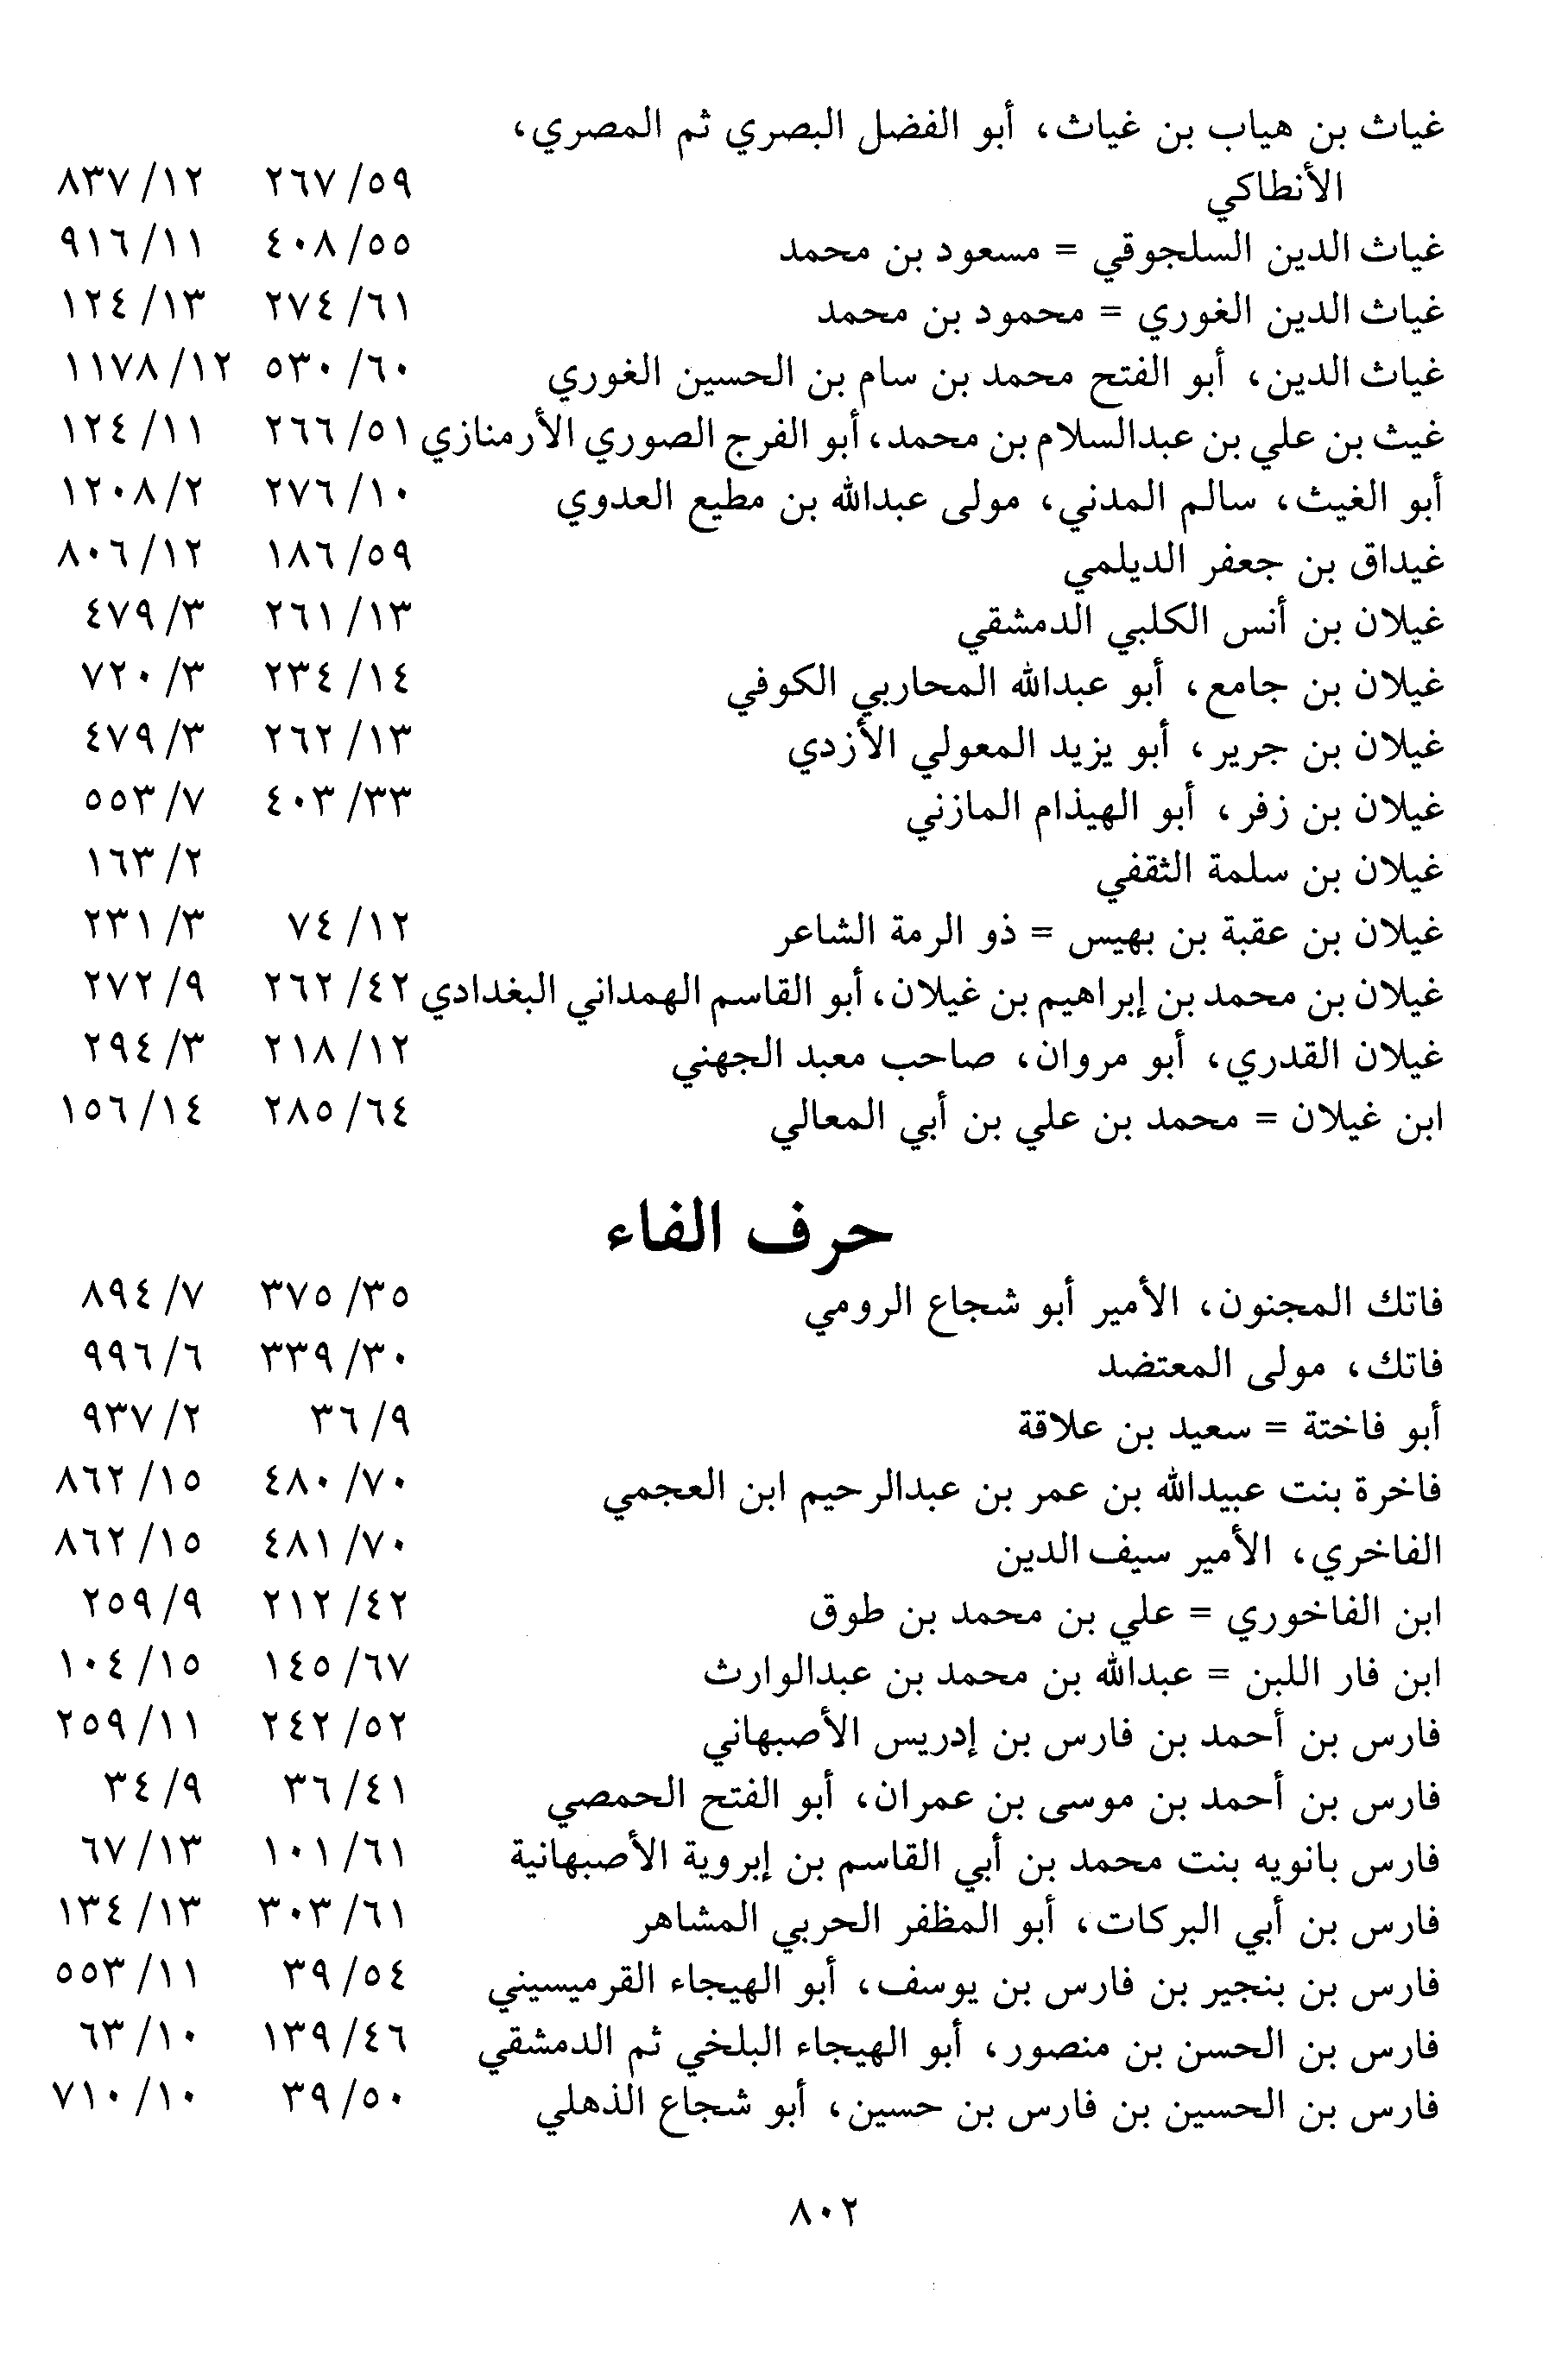 غياث بن هياب بن غياث، أبو الفضل البصري ثم المصري،
الأنطاكي ٥٩/ ٢٦٧ ١٢/ ٨٣٧
غياث الدين السلجوقي = مسعود بن محمد ٥٥/ ٤٠٨ ١١/ ٩١٦
غياث الدين الغوري = محمود بن محمد ٦١/ ٢٧٤ ١٣/ ١٢٤
غياث الدين، أبو الفتح محمد بن سام بن الحسين الغوري ٦٠/ ٥٣٠ ١٢/ ١١٧٨
غيث بن علي بن عبدالسلام بن محمد، أبو الفرج الصوري الأرمنازي ٥١/ ٢٦٦ ١١/ ١٢٤
أبو الغيث، سالم المدني، مولى عبدالله بن مطيع العدوي ١٠/ ٢٧٦ ٢/ ١٢٠٨
غيداق بن جعفر الديلمي ٥٩/ ١٨٦ ١٢/ ٨٠٦
غيلان بن أنس الكلبي الدمشقي ١٣/ ٢٦١ ٣/ ٤٧٩
غيلان بن جامع، أبو عبدالله المحاربي الكوفي ١٤/ ٢٣٤ ٣/ ٧٢٠
غيلان بن جرير، أبو يزيد المعولي الأزدي ١٣/ ٢٦٢ ٣/ ٤٧٩
غيلان بن زفر، أبو الهيذام المازني ٣٣/ ٤٠٣ ٧/ ٥٥٣
غيلان بن سلمة الثقفي ٢/ ١٦٣
غيلان بن عقبة بن بهيس = ذو الرمة الشاعر ١٢/ ٧٤ ٣/ ٢٣١
غيلان بن محمد بن إبراهيم بن غيلان، أبو القاسم الهمداني البغدادي ٤٢/ ٢٦٢ ٩/ ٢٧٢
غيلان القدري، أبو مروان، صاحب معبد الجهني ١٢/ ٢١٨ ٣/ ٢٩٤
ابن غيلان = محمد بن علي بن أبي المعالي ٦٤/ ٢٨٥ ١٤/ ١٥٦
حرف الفاء
فاتك المجنون، الأمير أبو شجاع الرومي ٣٥/ ٣٧٥ ٧/ ٨٩٤
فاتك، مولى المعتضد ٣٠/ ٣٣٩ ٦/ ٩٩٦
أبو فاختة = سعيد بن علاقة ٩/ ٣٦ ٢/ ٩٣٧
فاخرة بنت عبيدالله بن عمر بن عبدالرحيم ابن العجمي ٧٠/ ٤٨٠ ١٥/ ٨٦٢
الفاخري، الأمير سيف الدين ٧٠/ ٤٨١ ١٥/ ٨٦٢
ابن الفاخوري = علي بن محمد بن طوق ٤٢/ ٢١٢ ٩/ ٢٥٩
ابن فار اللبن = عبدالله بن محمد بن عبدالوارث ٦٧/ ١٤٥ ١٥/ ١٠٤
فارس بن أحمد بن فارس بن إدريس الأصبهاني ٥٢/ ٢٤٢ ١١/ ٢٥٩
فارس بن أحمد بن موسى بن عمران، أبو الفتح الحمصي ٤١/ ٣٦ ٩/ ٣٤
فارس بانويه بنت محمد بن أبي القاسم بن إبروية الأصبهانية ٦١/ ١٠١ ١٣/ ٦٧
فارس بن أبي البركات، أبو المظفر الحربي المشاهر ٦١/ ٣٠٣ ١٣/ ١٣٤
فارس بن بنجير بن فارس بن يوسف، أبو الهيجاء القرميسيني ٥٤/ ٣٩ ١١/ ٥٥٣
فارس بن الحسن بن منصور، أبو الهيجاء البلخي ثم الدمشقي ٤٦/ ١٣٩ ١٠/ ٦٣
فارس بن الحسين بن فارس بن حسين، أبو شجاع الذهلي ٥٠/ ٣٩ ١٠/ ٧١٠
٨٠٢